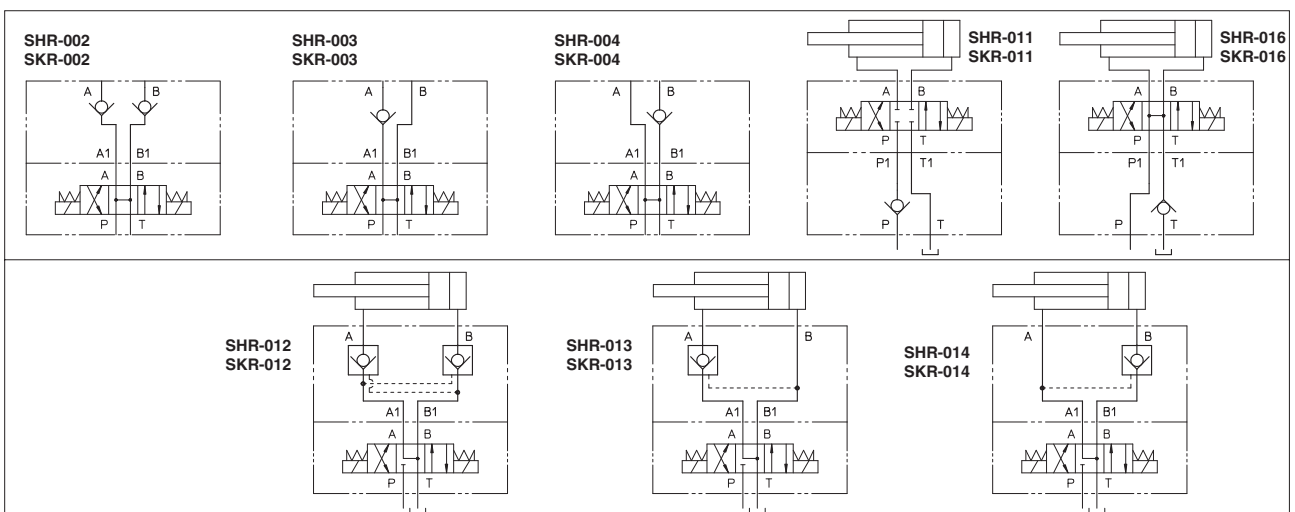 SHR-002
SKR-002
A B
A1 B1
A B
P T
SHR-003
SKR-003
A B
A1 B1
A B
P T
SHR-004
SKR-004
A B
A1 B1
A B
P T
SHR-011
SKR-011
A B
P T
P1 T1
P T
SHR-016
SKR-016
A B
P T
P1 T1
P T
SHR-012
SKR-012
A B
A1 B1
A B
P T
SHR-013
SKR-013
A B
A1 B1
A B
P T
SHR-014
SKR-014
A B
A1 B1
A B
P T